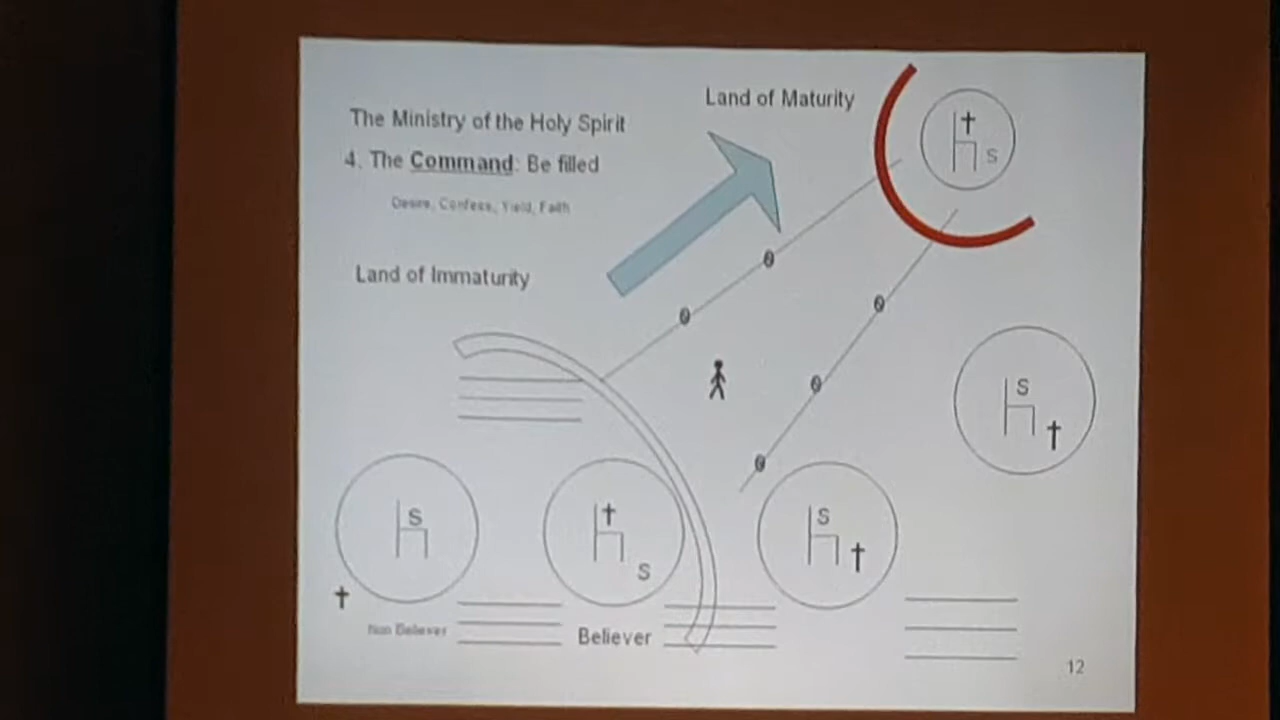 Land of Maturity
The Ministry of the Holy Spirit
4. The Command: Be filled
Desire, Confess, Yield, Faith
Land of Immaturity
S
S
S
S
S
Non Believer
Believer
12